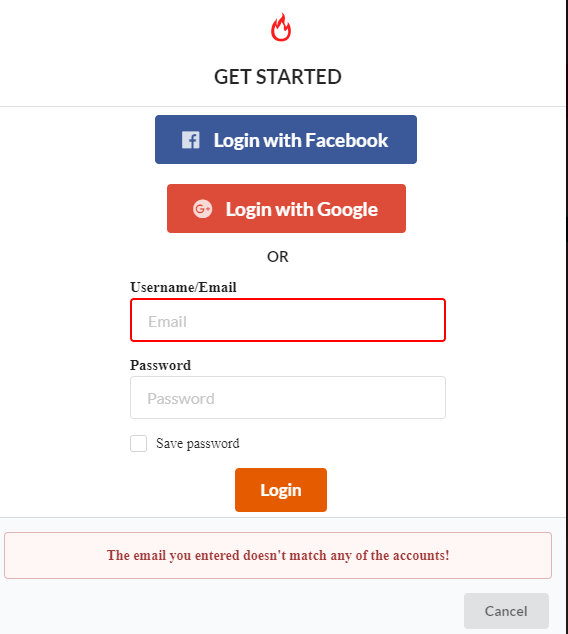 GET STARTED
Login with Facebook
G+ Login with Google
OR
Username/Email
Email
Password
Password
Save password
Login
The email you entered doesn't match any of the accounts!
Cancel